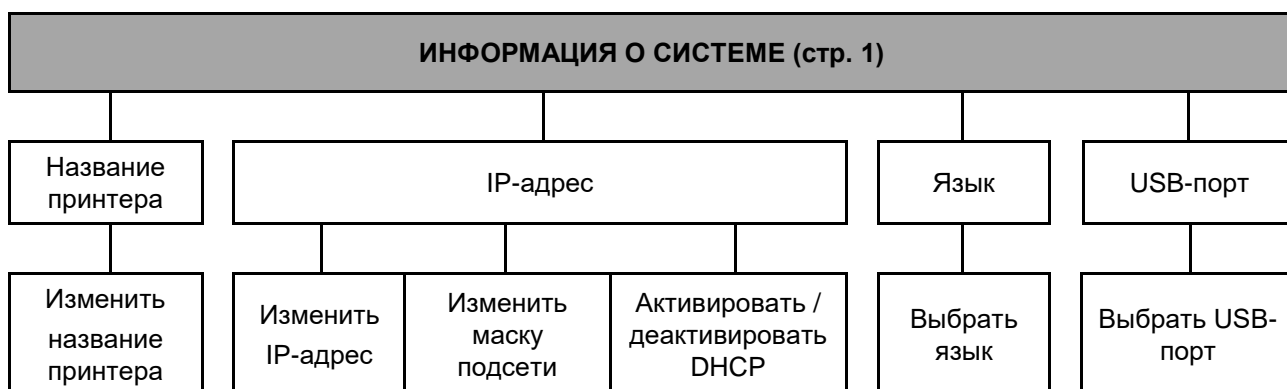 ИНФОРМАЦИЯ О СИСТЕМЕ (стр. 1)
Название
принтера
IP-адрес
Язык
USB-порт
Изменить
название
принтера
Изменить
IP-адрес
Изменить
маску
подсети
Активировать /
деактивировать
DHCP
Выбрать
язык
Выбрать USB-
порт